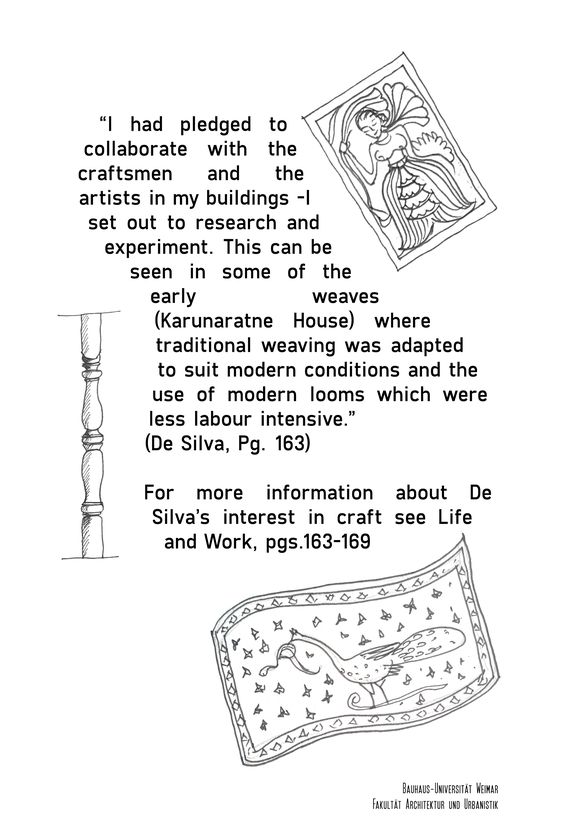 “I had pledged to
collaborate with the
craftsmen and the
artists in my buildings -I
set out to research and
experiment. This can be
seen in some of the
early weaves
(Karunaratne House) where
traditional weaving was adapted
to suit modern conditions and the
use of modern looms which were
less labour intensive.”
(De Silva, Pg. 163)
For more information about De
Silva’s interest in craft see Life
and Work, pgs.163-169
Bauhaus-Universität Weimar
Fakultät Architektur und Urbanistik